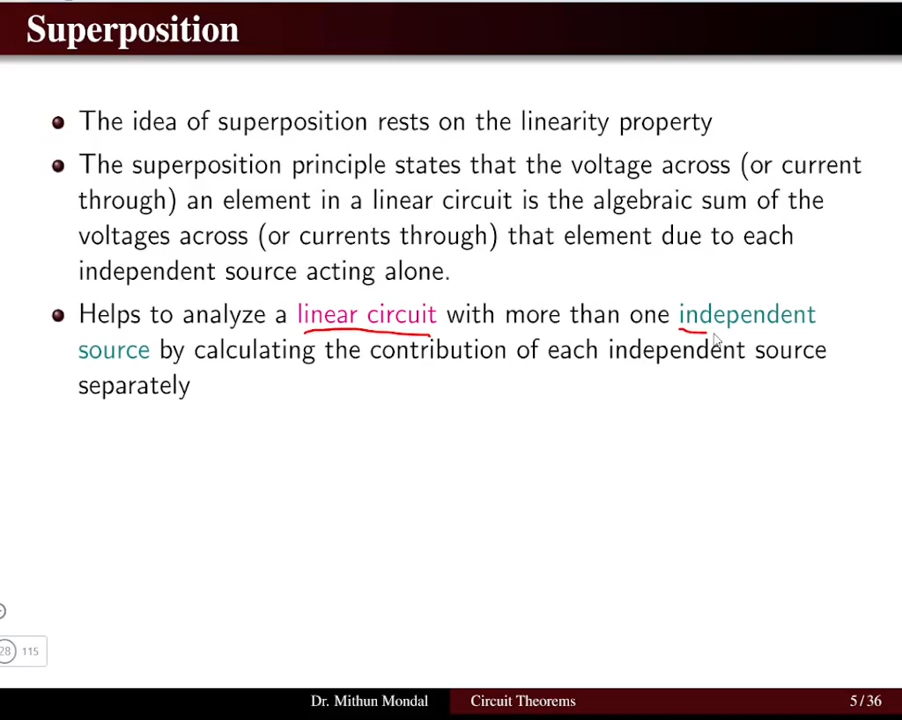 Superposition
The idea of superposition rests on the linearity property
The superposition principle states that the voltage across (or current
through) an element in a linear circuit is the algebraic sum of the
voltages across (or currents through) that element due to each
independent source acting alone.
Helps to analyze a linear circuit with more than one independent
source by calculating the contribution of each independent source
separately
28 115
Dr. Mithun Mondal Circuit Theorems 5/36